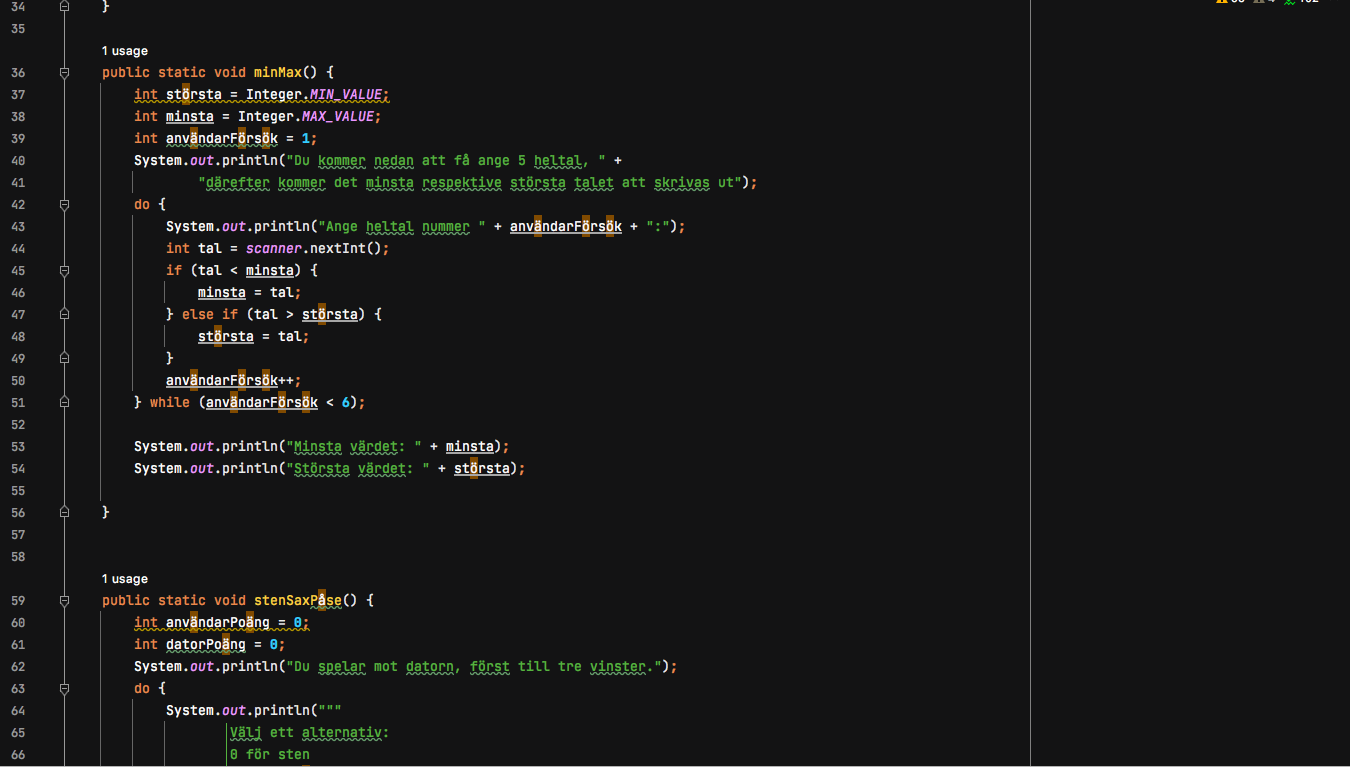 34 }
35
1 usage
36 public static void minMax() {
37 int största = Integer.MIN_VALUE;
38 int minsta = Integer.MAX_VALUE;
39 int användarFörsök = 1;
40 System.out.println("Du kommer nedan att få ange 5 heltal, " +
41 "därefter kommer det minsta respektive största talet att skrivas ut");
42 do {
43 System.out.println("Ange heltal nummer " + användarFörsök + ":");
44 int tal = scanner.nextInt();
45 if (tal < minsta) {
46 minsta = tal;
47 } else if (tal > största) {
48 största = tal;
49 }
50 användarFörsök++;
51 } while (användarFörsök < 6);
52
53 System.out.println("Minsta värdet: " + minsta);
54 System.out.println("Största värdet: " + största);
55
56 }
57
58
1 usage
59 public static void stenSaxPåse() {
60 int användarPoäng = 0;
61 int datorPoäng = 0;
62 System.out.println("Du spelar mot datorn, först till tre vinster.");
63 do {
64 System.out.println("""
65 Välj ett alternativ:
66 0 för sten